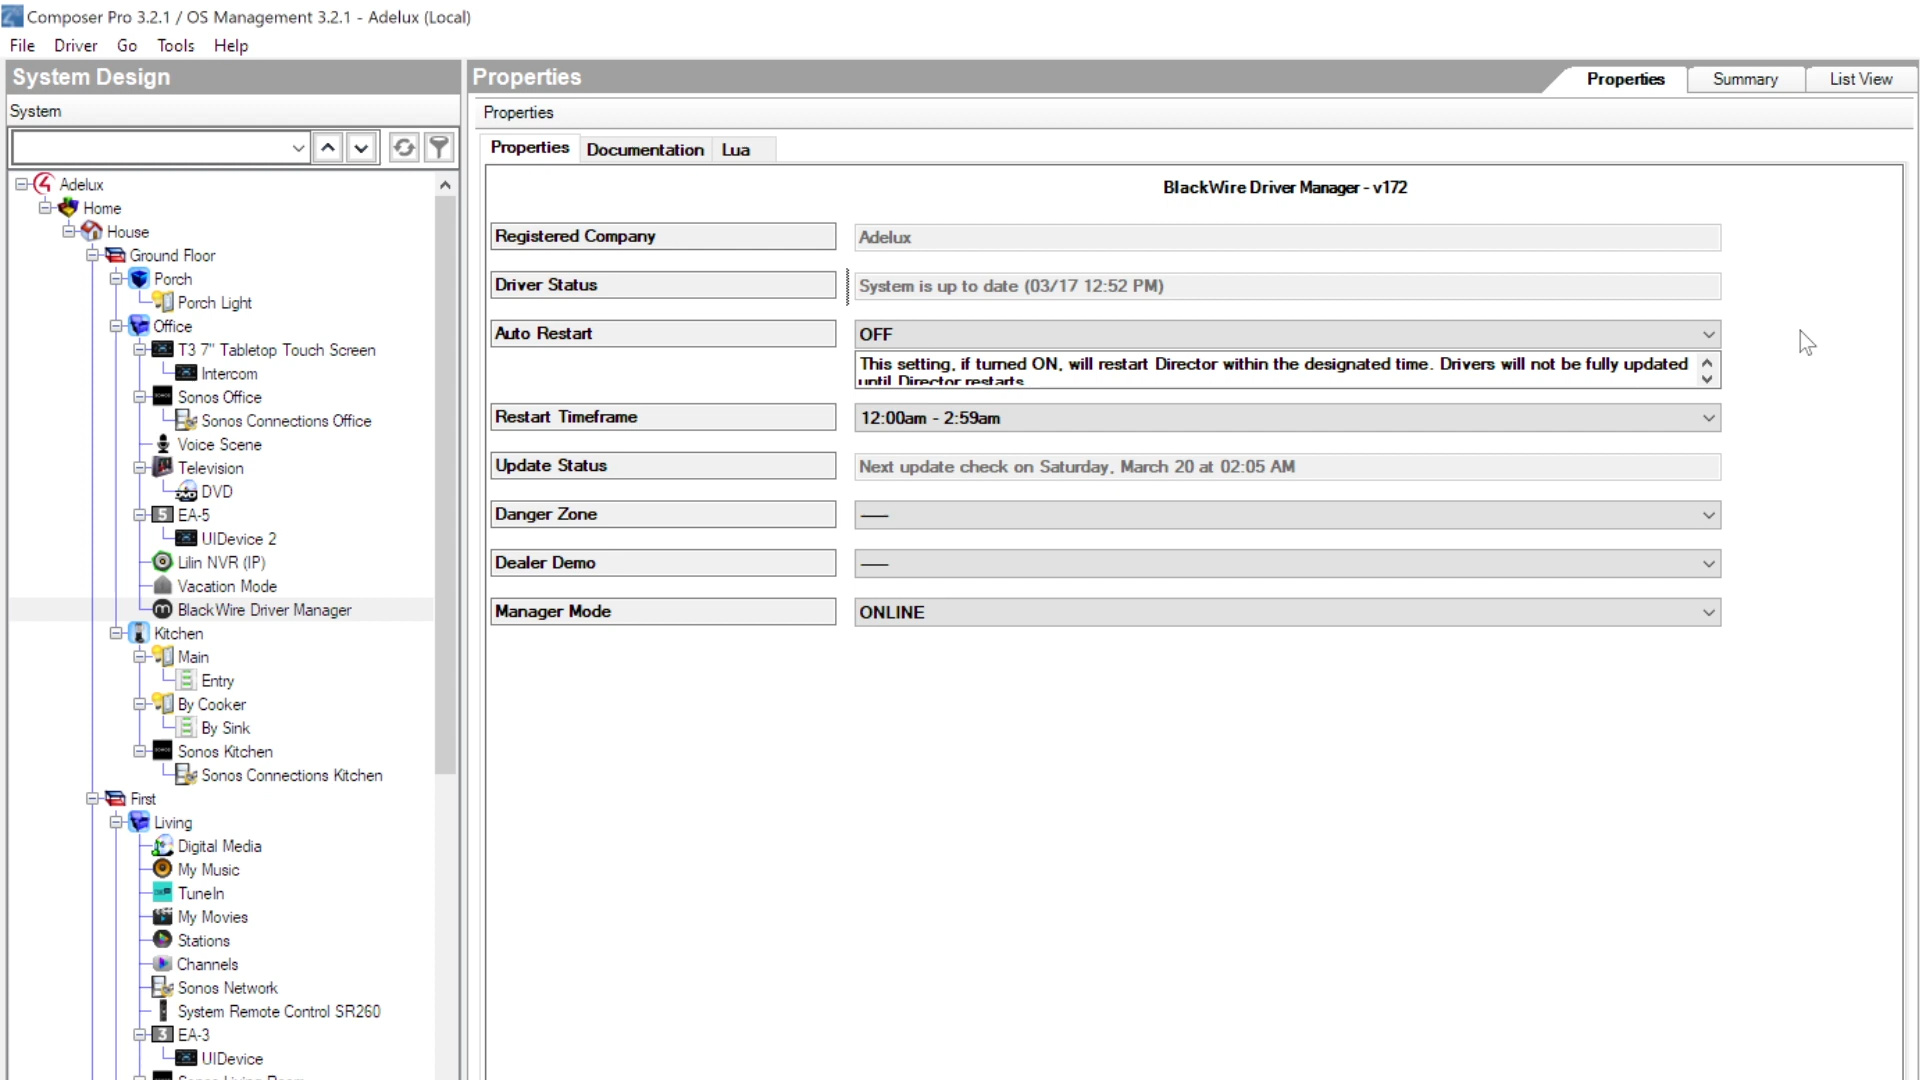 Composer Pro 3.2.1 / OS Management 3.2.1 - Adelux (Local)
File Driver Go Tools Help
System Design
System
Adelux
Home
House
Ground Floor
Porch
Porch Light
Office
T3 7" Tabletop Touch Screen
Intercom
Sonos Office
Sonos Connections Office
Voice Scene
Television
DVD
5 EA-5
UIDevice 2
Lilin NVR (IP)
Vacation Mode
BlackWire Driver Manager
Kitchen
Main
Entry
By Cooker
By Sink
Sonos Kitchen
Sonos Connections Kitchen
First
Living
Digital Media
My Music
TuneIn
My Movies
Stations
Channels
Sonos Network
System Remote Control SR260
3 EA-3
UIDevice
Sonos Living Room
Properties
Properties Summary List View
Properties
Properties Documentation Lua
BlackWire Driver Manager - v172
Registered Company Adelux
Driver Status System is up to date (03/17 12:52 PM)
Auto Restart OFF
This setting, if turned ON, will restart Director within the designated time. Drivers will not be fully updated
until Director restarts
Restart Timeframe 12:00am - 2:59am
Update Status Next update check on Saturday, March 20 at 02:05 AM
Danger Zone -----
Dealer Demo -----
Manager Mode ONLINE